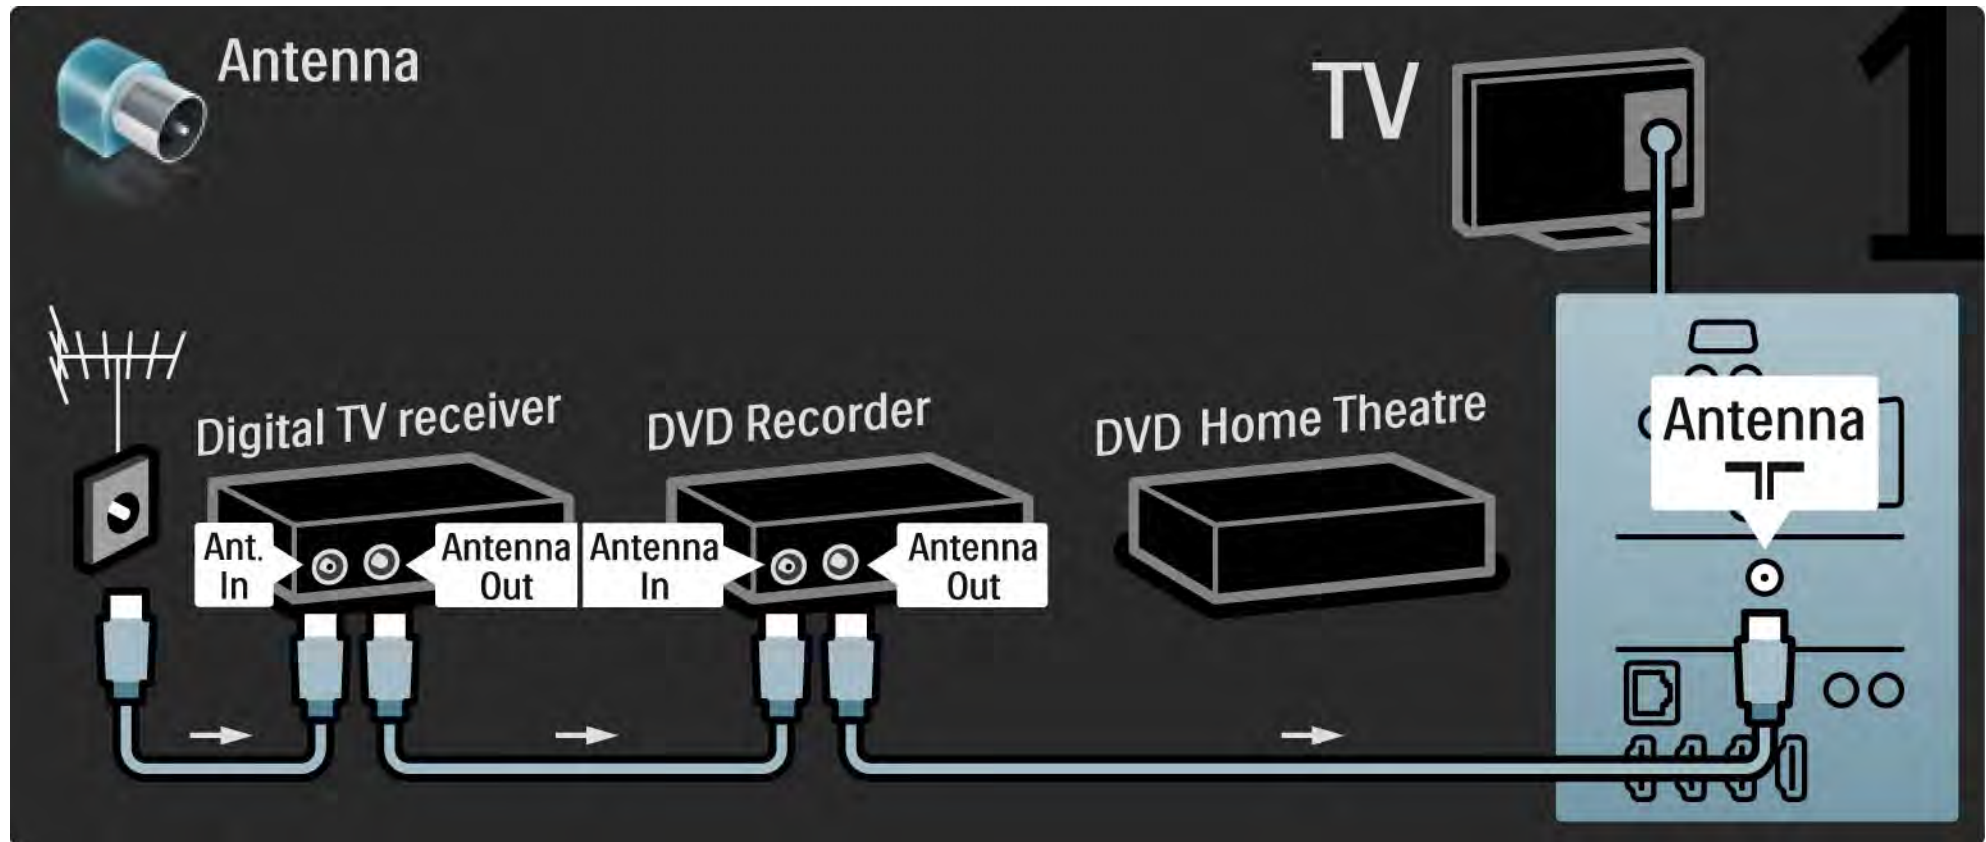 Antenna
TV
1
Digital TV receiver
DVD Recorder
DVD Home Theatre
Antenna
Ant.
In
Antenna
Out
Antenna
In
Antenna
Out